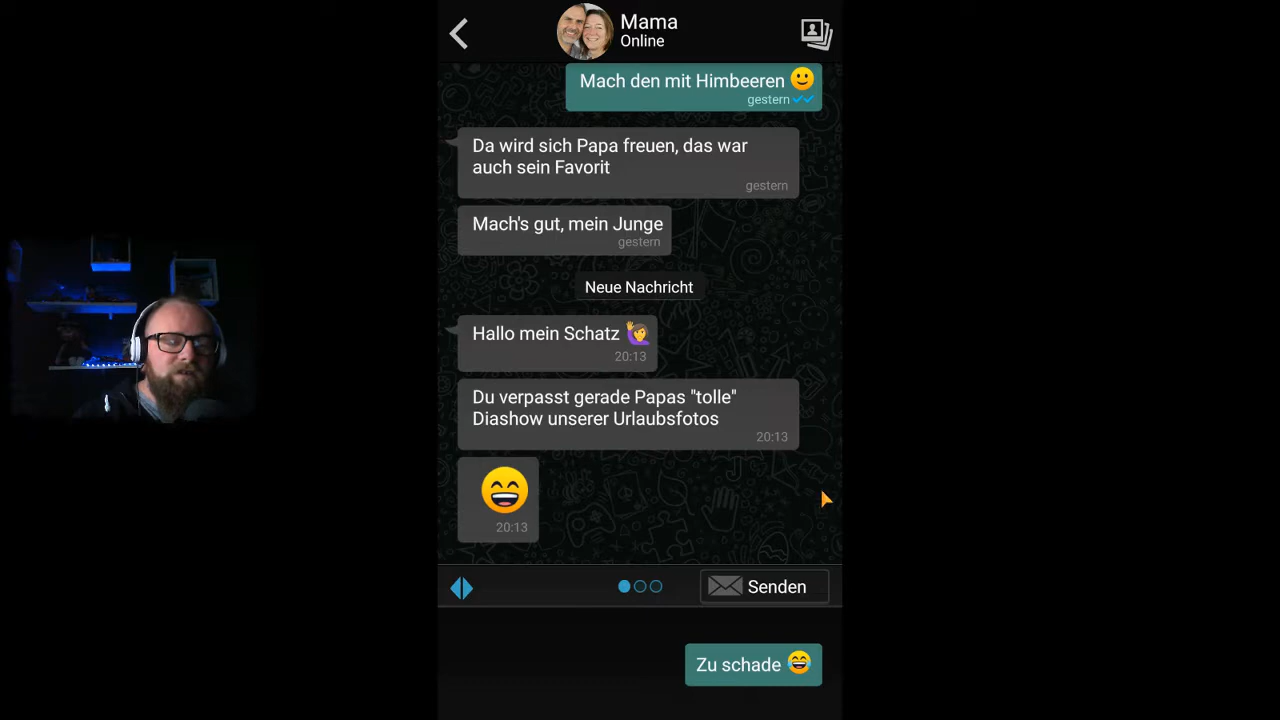 Mama
Online
Mach den mit Himbeeren 🙂
gestern
Da wird sich Papa freuen, das war
auch sein Favorit
gestern
Mach's gut, mein Junge
gestern
Neue Nachricht
Hallo mein Schatz 🙋‍♀️
20:13
Du verpasst gerade Papas "tolle"
Diashow unserer Urlaubsfotos
20:13
😄
20:13
Senden
Zu schade 😂